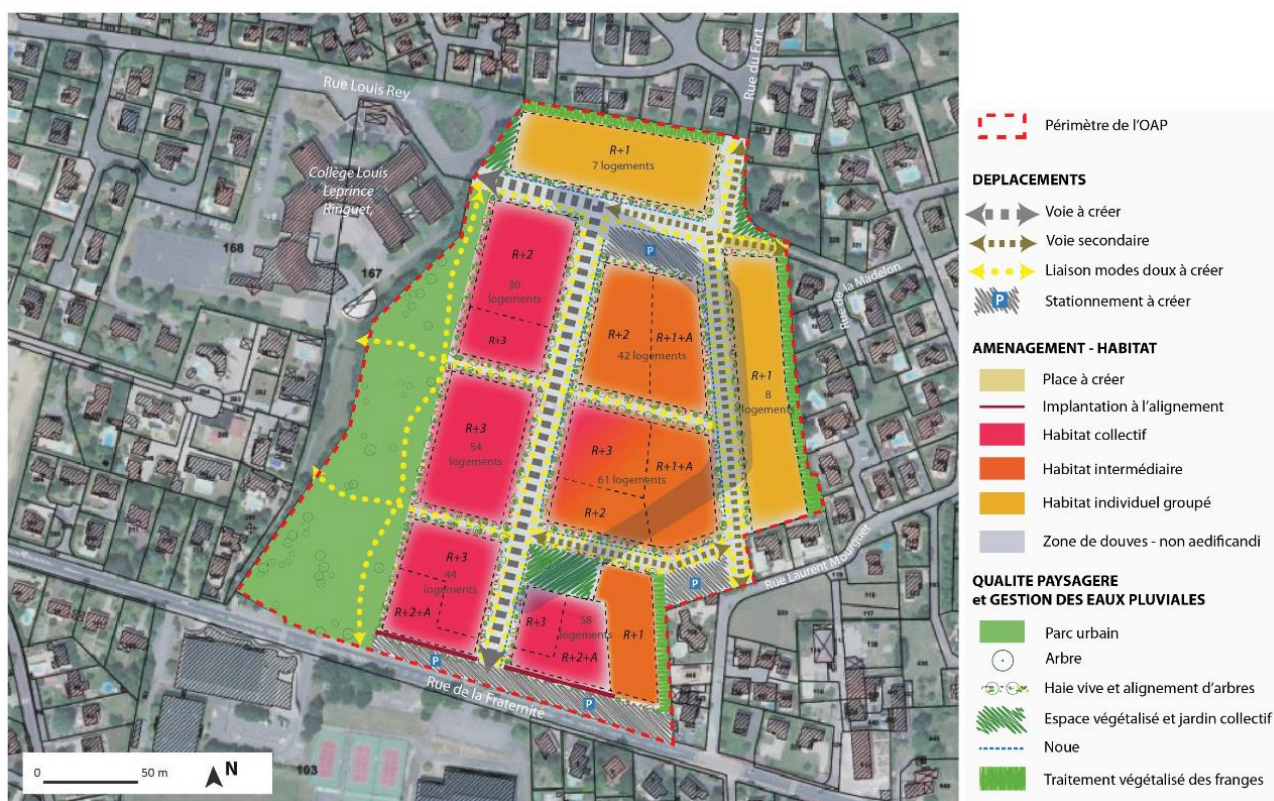 Rue Louis Rey
Rue du Fort
Collège Louis
Leprince
Ringuet,
168
167
R+1
7 logements
P
Rue de la Madelon
R+2
30
logements
R+3
R+2
R+1+A
42 logements
R+1
8
logements
R+3
54
logements
R+3
R+1+A
61 logements
R+2
Rue Laurent Mourguet
P
R+3
44
logements
R+2+A
R+3
58
logements
R+2+A
R+1
P
P
Rue de la Fraternité
103
0 50 m
N
Périmètre de l'OAP
DEPLACEMENTS
Voie à créer
Voie secondaire
Liaison modes doux à créer
P Stationnement à créer
AMENAGEMENT - HABITAT
Place à créer
Implantation à l'alignement
Habitat collectif
Habitat intermédiaire
Habitat individuel groupé
Zone de douves - non aedificandi
QUALITE PAYSAGERE
et GESTION DES EAUX PLUVIALES
Parc urbain
Arbre
Haie vive et alignement d'arbres
Espace végétalisé et jardin collectif
Noue
Traitement végétalisé des franges